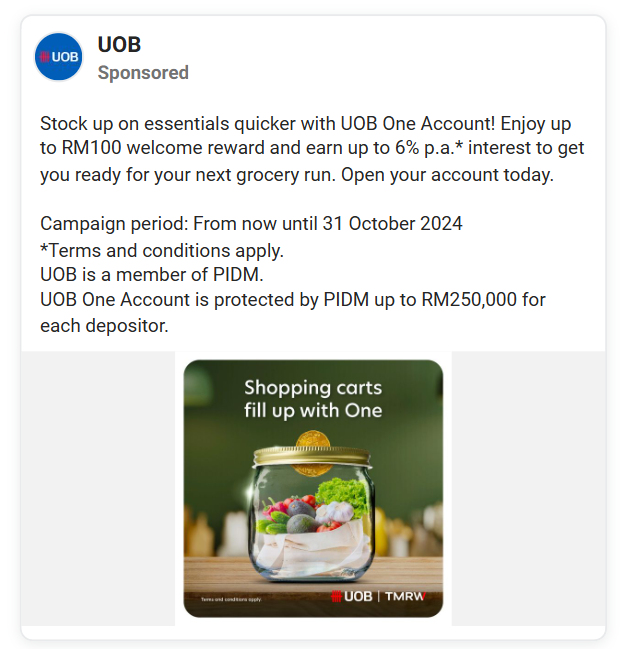 UOB
UOB
Sponsored
Stock up on essentials quicker with UOB One Account! Enjoy up
to RM100 welcome reward and earn up to 6% p.a.* interest to get
you ready for your next grocery run. Open your account today.
Campaign period: From now until 31 October 2024
*Terms and conditions apply.
UOB is a member of PIDM.
UOB One Account is protected by PIDM up to RM250,000 for
each depositor.
Shopping carts
fill up with One
Terms and conditions apply.
UOB | TMRW